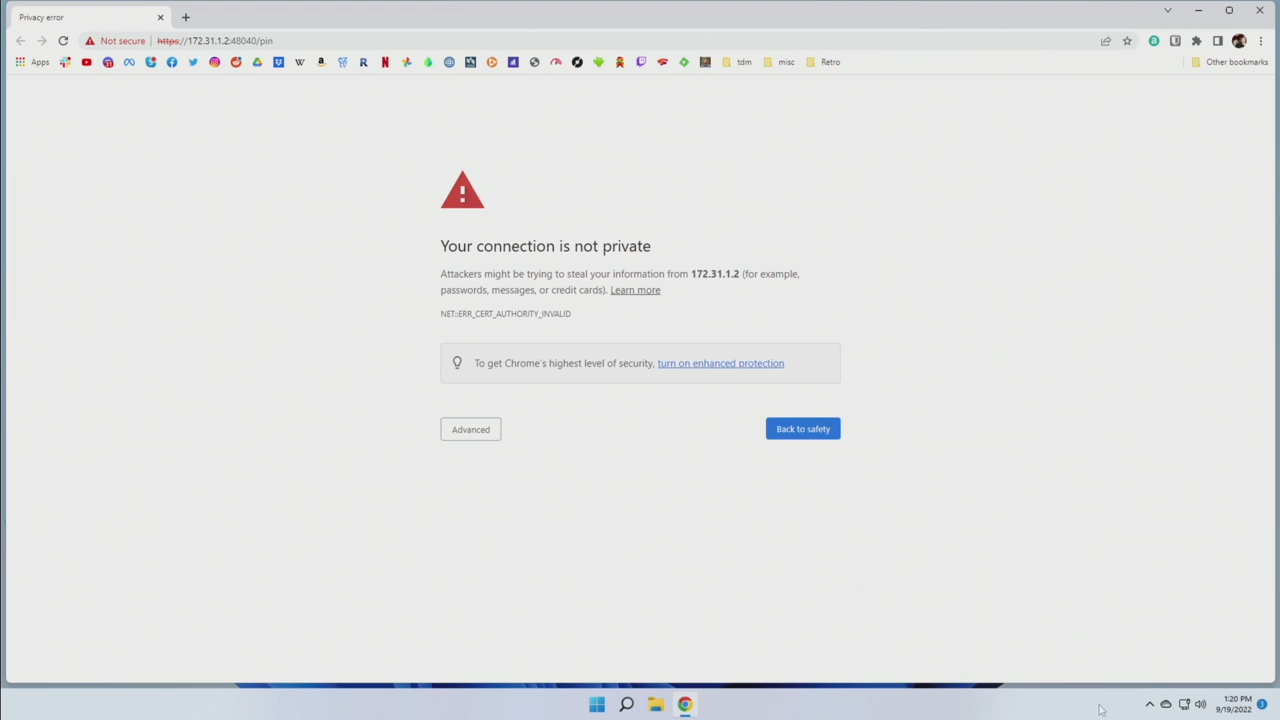 Privacy error
Not secure
https://172.31.1.2:48040/pin
Apps
tdm
misc
Retro
Other bookmarks
Your connection is not private
Attackers might be trying to steal your information from 172.31.1.2 (for example,
passwords, messages, or credit cards). Learn more
NET::ERR_CERT_AUTHORITY_INVALID
To get Chrome's highest level of security, turn on enhanced protection
Advanced
Back to safety
1:20 PM
9/19/2022